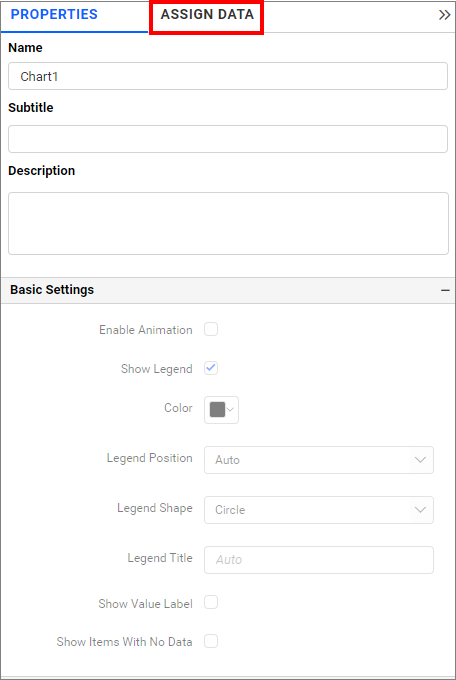 PROPERTIES ASSIGN DATA
Name
Chart1
Subtitle
Description
Basic Settings
Enable Animation
Show Legend
Color
Legend Position Auto
Legend Shape Circle
Legend Title Auto
Show Value Label
Show Items With No Data